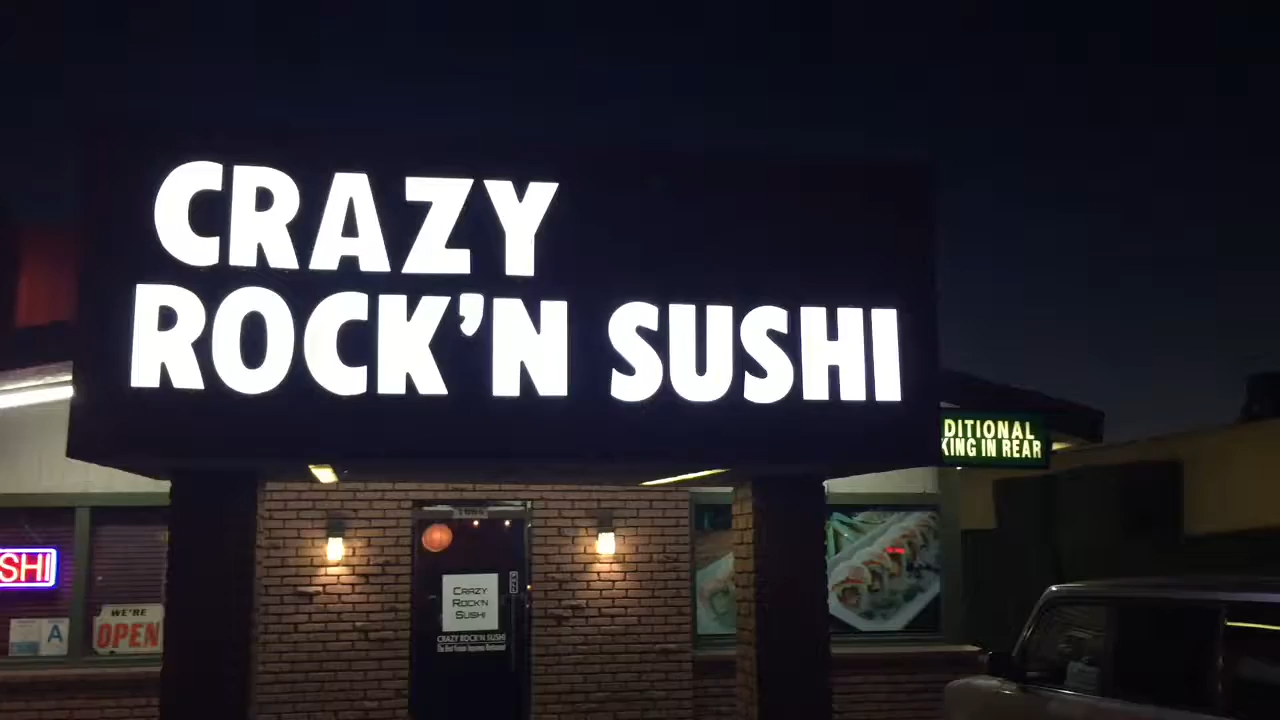 CRAZY
ROCK'N SUSHI
DITIONAL
KING IN REAR
SHI
WE'RE
OPEN
A
CRAZY
ROCK'N
SUSHI
CRAZY ROCK'N SUSHI